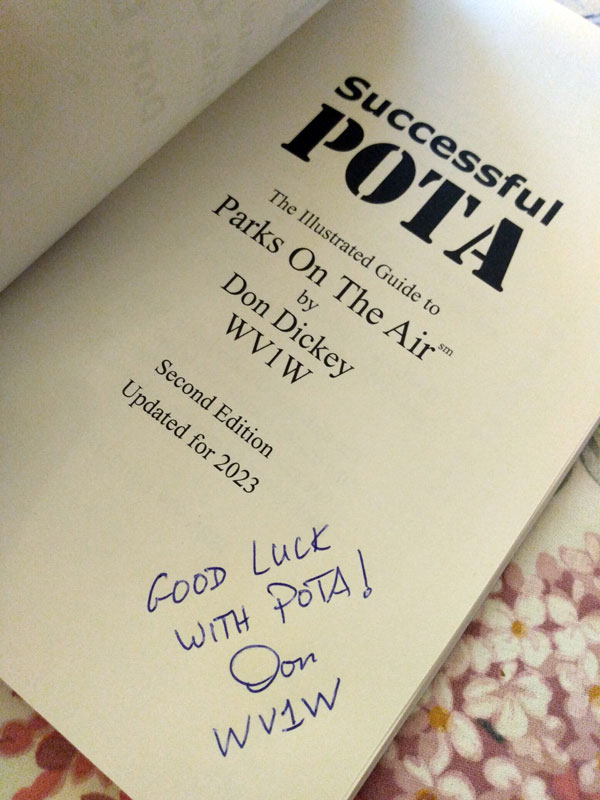 Successful
POTA
The Illustrated Guide to
Parks On The Air℠
by
Don Dickey
WV1W
Second Edition
Updated for 2023
GOOD LUCK
WITH POTA!
Don
WV1W